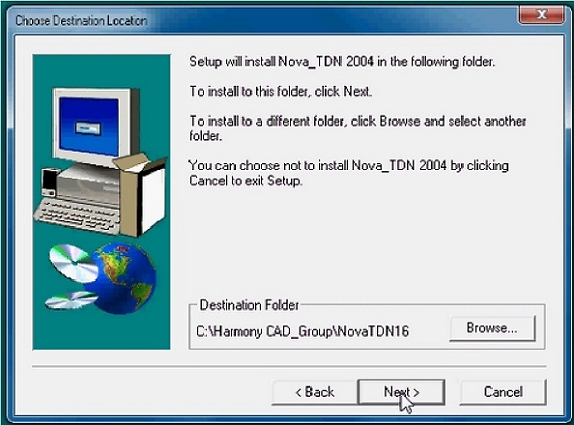 Choose Destination Location
Setup will install Nova_TDN 2004 in the following folder.
To install to this folder, click Next.
To install to a different folder, click Browse and select another
folder.
You can choose not to install Nova_TDN 2004 by clicking
Cancel to exit Setup.
Destination Folder
C:\Harmony CAD_Group\NovaTDN16
Browse...
< Back
Next >
Cancel